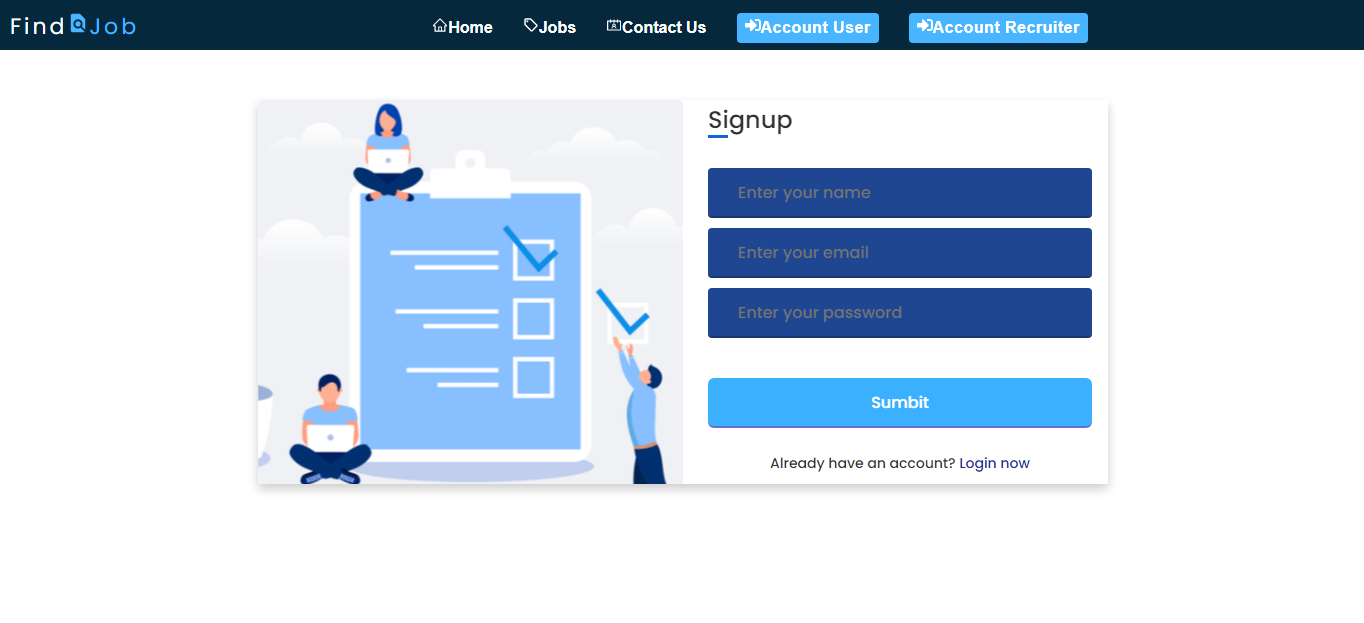 Find Job
Home
Jobs
Contact Us
Account User
Account Recruiter
Signup
Enter your name
Enter your email
Enter your password
Sumbit
Already have an account? Login now